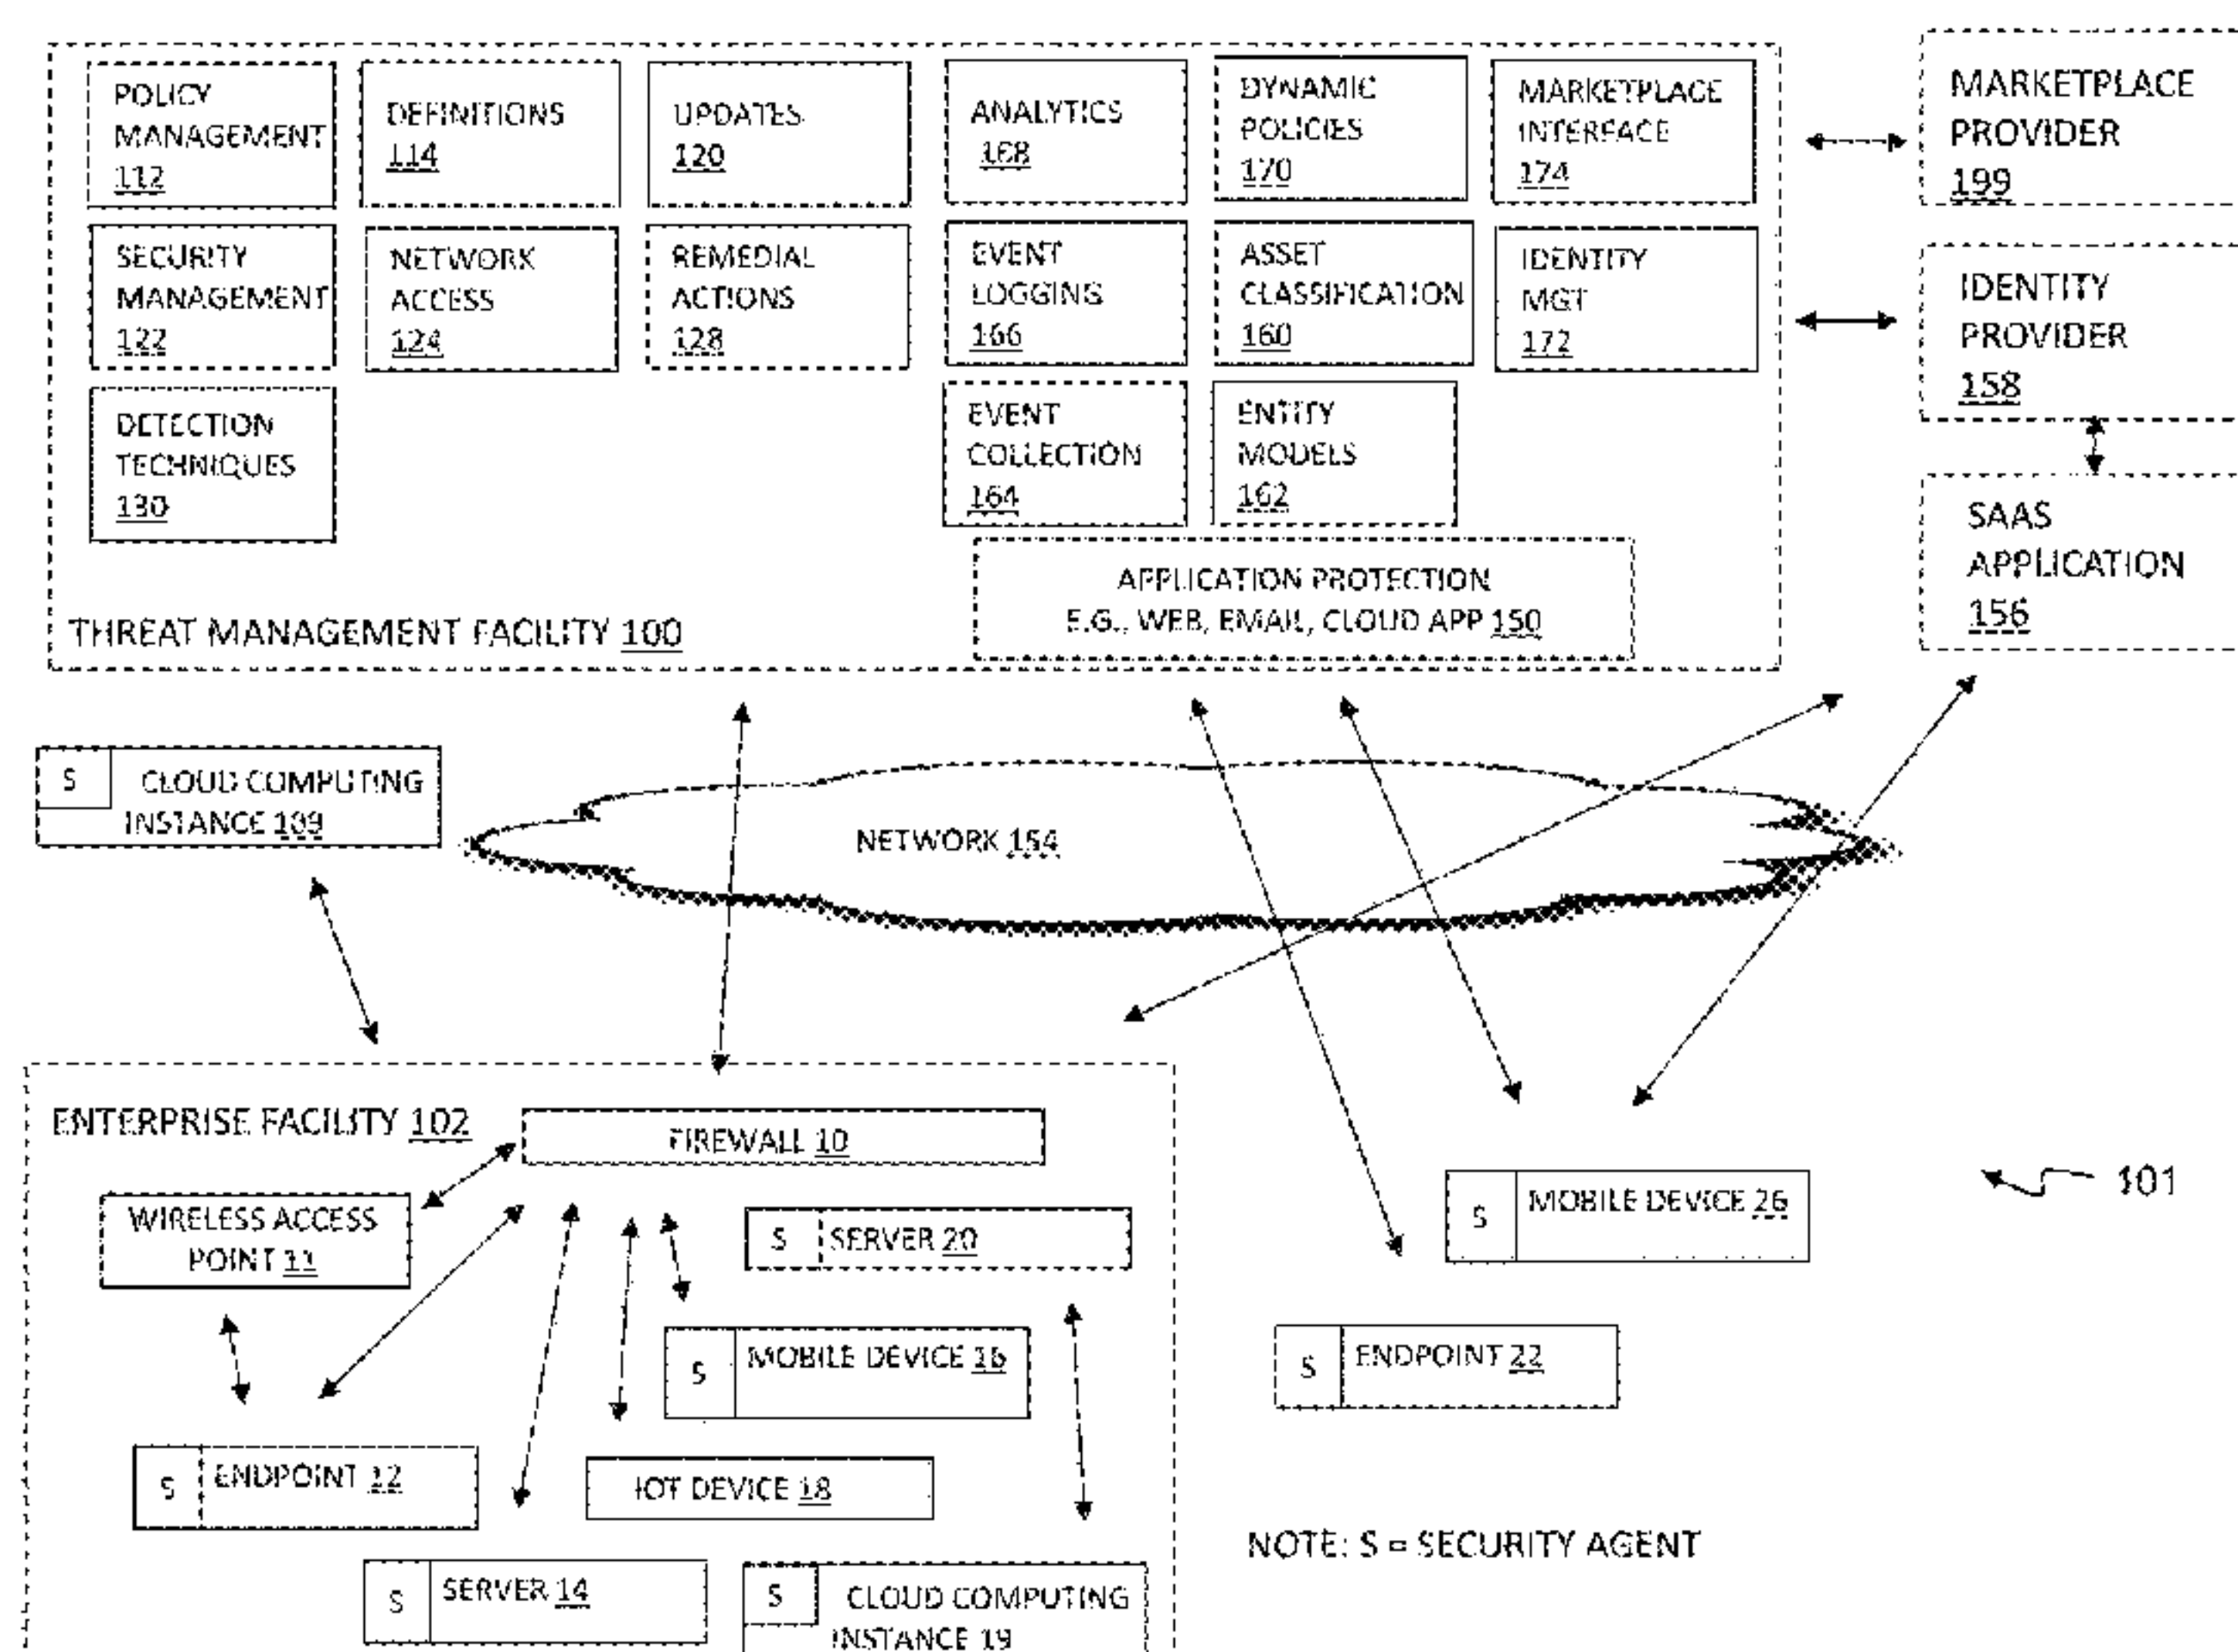 POLICY
MANAGEMENT
112
DEFINITIONS
114
UPDATES
120
ANALYTICS
168
DYNAMIC
POLICIES
170
MARKETPLACE
INTERFACE
174
MARKETPLACE
PROVIDER
199
SECURITY
MANAGEMENT
122
NETWORK
ACCESS
124
REMEDIAL
ACTIONS
128
EVENT
LOGGING
166
ASSET
CLASSIFICATION
160
IDENTITY
MGT
172
IDENTITY
PROVIDER
158
DETECTION
TECHNIQUES
130
EVENT
COLLECTION
164
ENTITY
MODELS
162
SAAS
APPLICATION
156
APPLICATION PROTECTION
E.G., WEB, EMAIL, CLOUD APP 150
THREAT MANAGEMENT FACILITY 100
S CLOUD COMPUTING
INSTANCE 109
NETWORK 154
ENTERPRISE FACILITY 102
FIREWALL 10
WIRELESS ACCESS
POINT 11
S SERVER 20
S MOBILE DEVICE 26
101
S MOBILE DEVICE 16
S ENDPOINT 22
S ENDPOINT 12
IOT DEVICE 18
NOTE: S = SECURITY AGENT
S SERVER 14
S CLOUD COMPUTING
INSTANCE 19